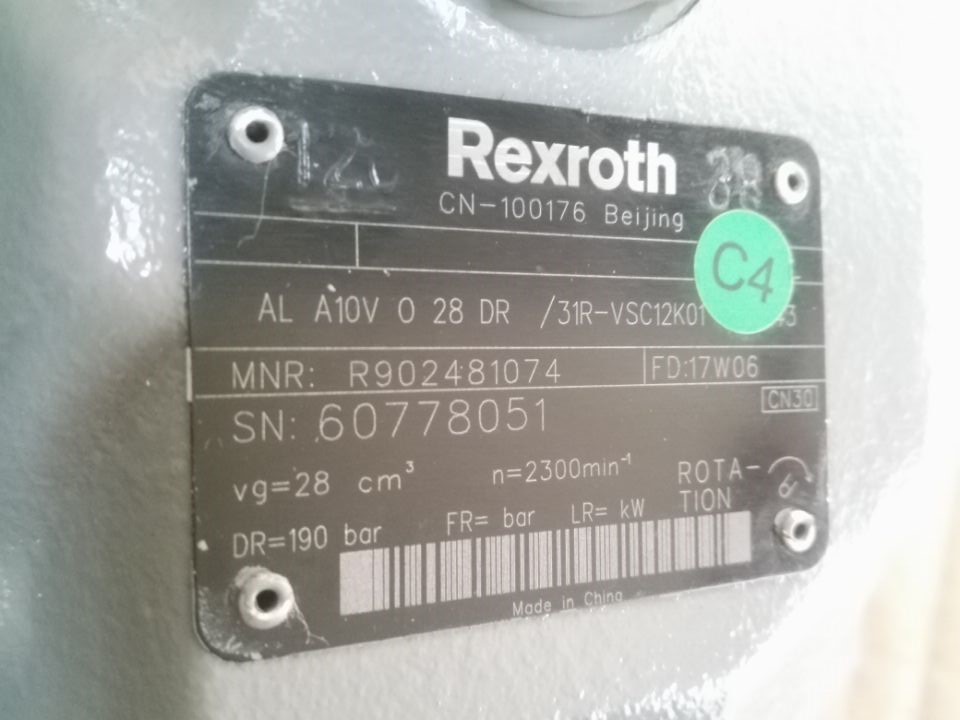 12
Rexroth
CN-100176 Beijing
C4
AL A10V O 28 DR /31R-VSC12K01
MNR: R902481074 FD:17W06
CN30
SN: 60778051
vg=28 cm³ n=2300min⁻¹ ROTA-
TION
DR=190 bar FR= bar LR= kW
Made in China